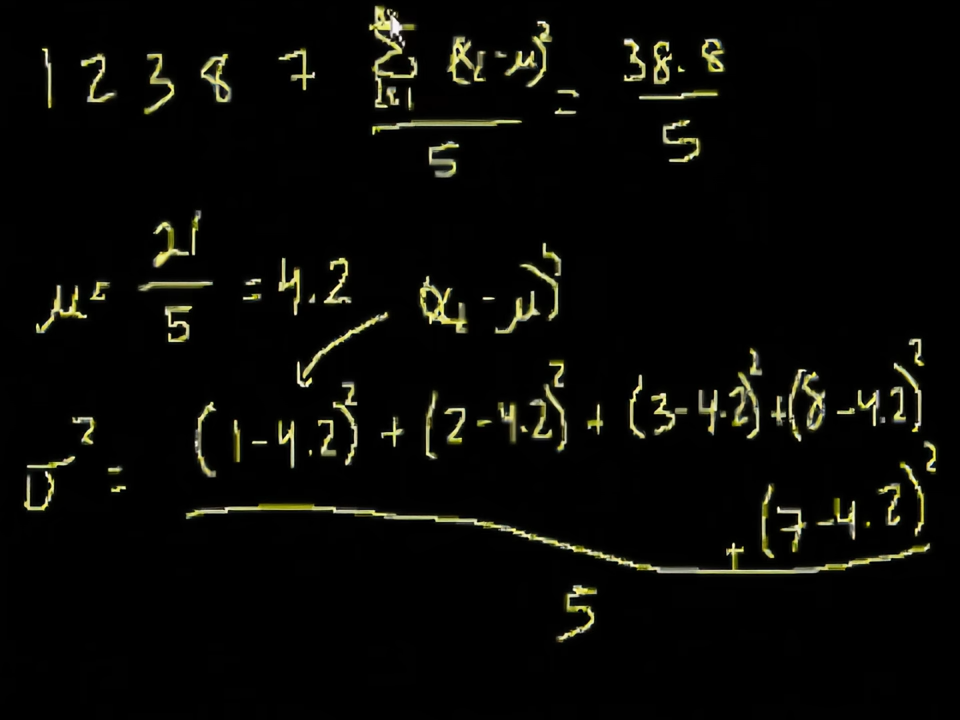 1 2 3 8 7 Σ i=1 (xᵢ - μ)² / 5 = 38.8 / 5
μ = 21 / 5 = 4.2 (xᵢ - μ)²
σ² = (1 - 4.2)² + (2 - 4.2)² + (3 - 4.2)² + (8 - 4.2)²
+ (7 - 4.2)²
5